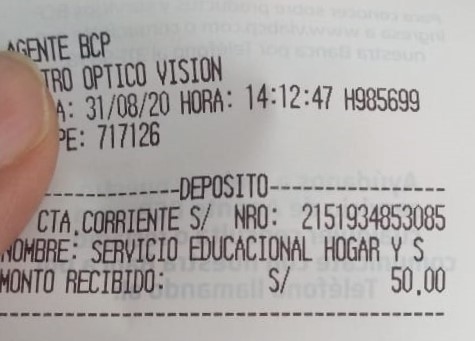 AGENTE BCP
TRO OPTICO VISION
A: 31/08/20 HORA: 14:12:47 H985699
PE: 717126
DEPOSITO
CTA.CORRIENTE S/ NRO: 2151934853085
NOMBRE: SERVICIO EDUCACIONAL HOGAR Y S
MONTO RECIBIDO: S/ 50.00